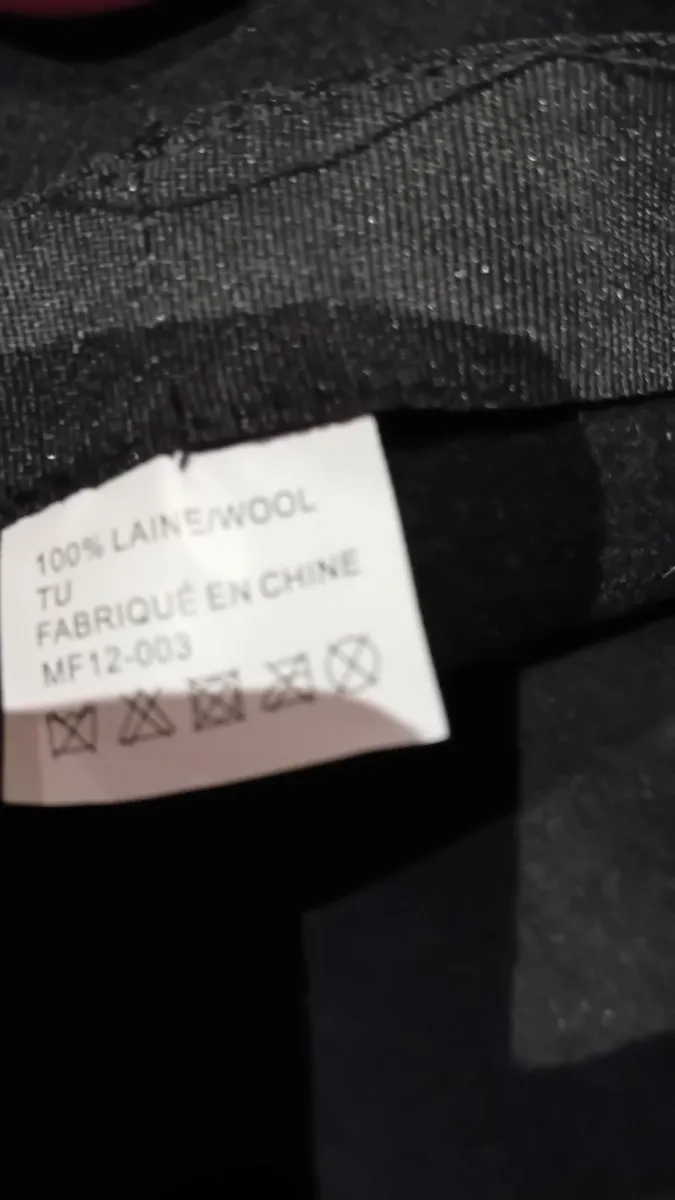 100% LAINE/WOOL
TU
FABRIQUÉ EN CHINE
MF12-003